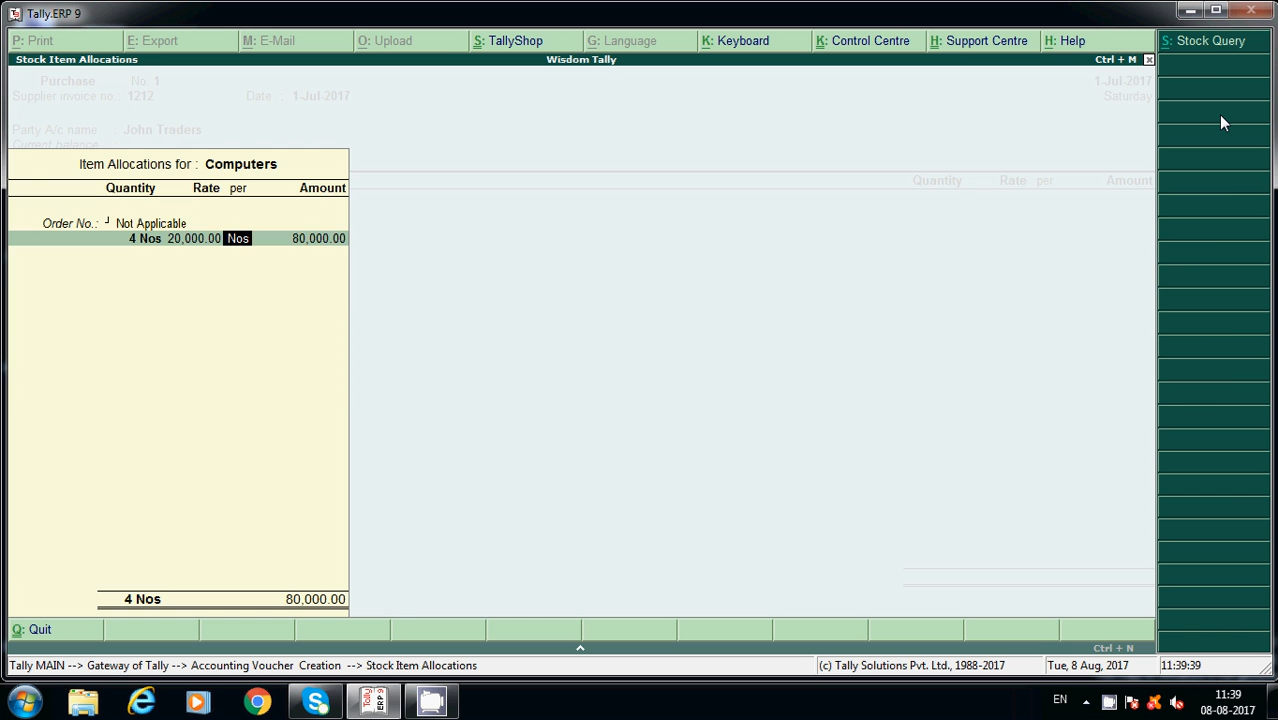 Tally.ERP 9
P: Print E: Export M: E-Mail O: Upload S: TallyShop G: Language K: Keyboard K: Control Centre H: Support Centre H: Help S: Stock Query
Stock Item Allocations Wisdom Tally Ctrl + M
Purchase No. 1 1-Jul-2017
Supplier invoice no.: 1212 Date : 1-Jul-2017 Saturday
Party A/c name : John Traders
Current balance :
Item Allocations for : Computers
Quantity Rate per Amount
Quantity Rate per Amount
Order No.: ┘ Not Applicable
4 Nos 20,000.00 Nos 80,000.00
4 Nos 80,000.00
Q: Quit
Ctrl + N
Tally MAIN --> Gateway of Tally --> Accounting Voucher Creation --> Stock Item Allocations (c) Tally Solutions Pvt. Ltd., 1988-2017 Tue, 8 Aug, 2017 11:39:39
Tally ERP 9
EN 11:39
08-08-2017